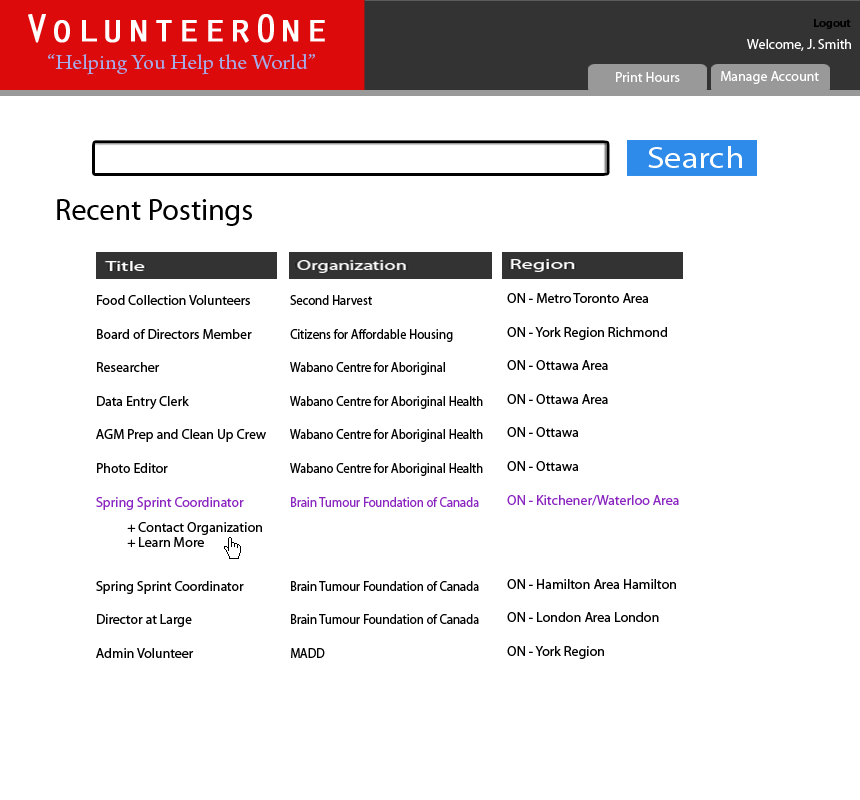 VOLUNTEERONE
“Helping You Help the World”
Logout
Welcome, J. Smith
Print Hours Manage Account
Search
Recent Postings
Title Organization Region
Food Collection Volunteers Second Harvest ON - Metro Toronto Area
Board of Directors Member Citizens for Affordable Housing ON - York Region Richmond
Researcher Wabano Centre for Aboriginal ON - Ottawa Area
Data Entry Clerk Wabano Centre for Aboriginal Health ON - Ottawa Area
AGM Prep and Clean Up Crew Wabano Centre for Aboriginal Health ON - Ottawa
Photo Editor Wabano Centre for Aboriginal Health ON - Ottawa
Spring Sprint Coordinator Brain Tumour Foundation of Canada ON - Kitchener/Waterloo Area
+ Contact Organization
+ Learn More
Spring Sprint Coordinator Brain Tumour Foundation of Canada ON - Hamilton Area Hamilton
Director at Large Brain Tumour Foundation of Canada ON - London Area London
Admin Volunteer MADD ON - York Region